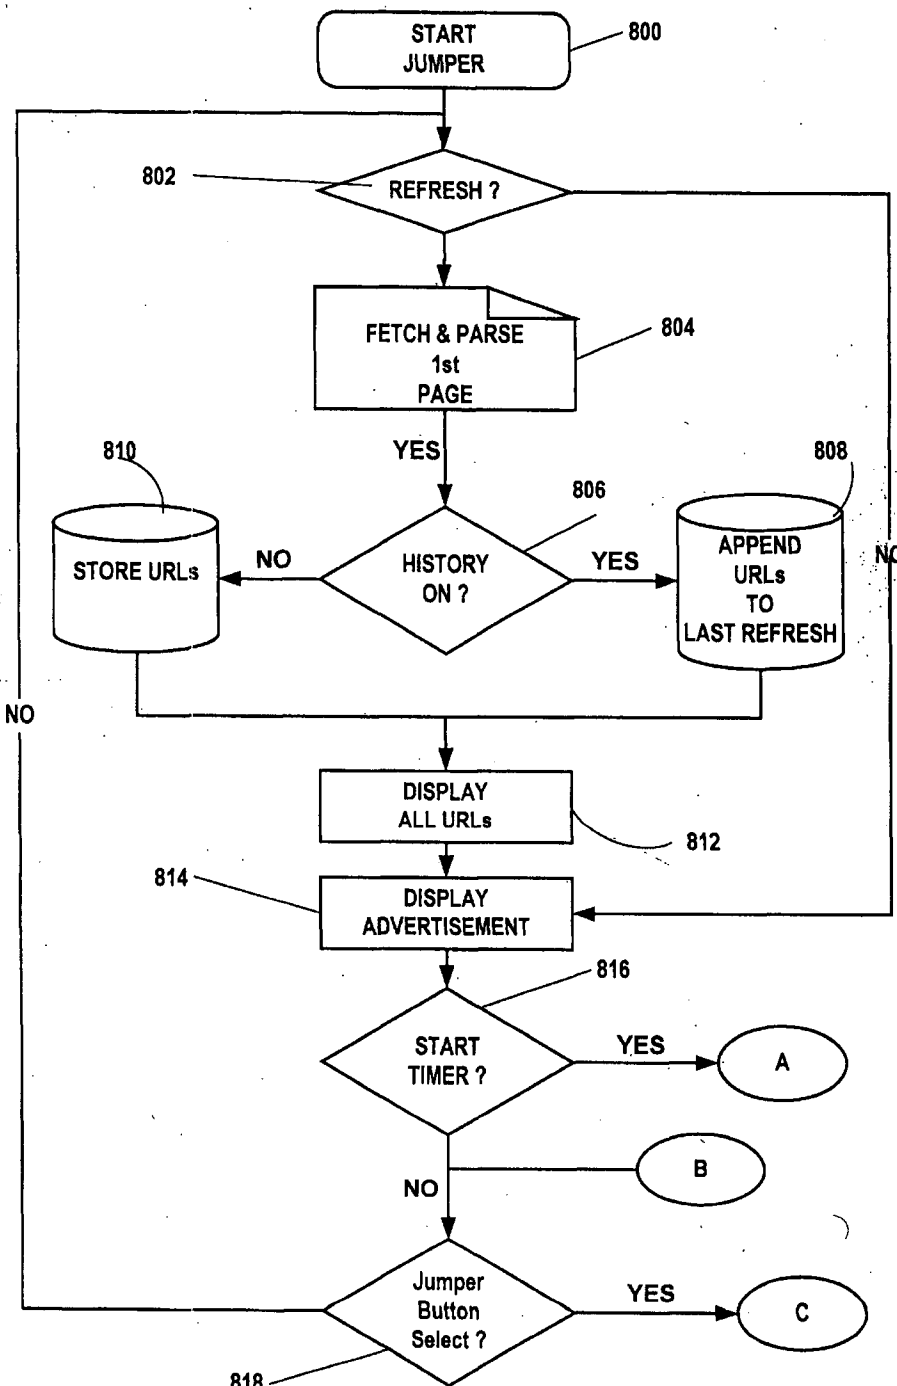 START
JUMPER
800
802
REFRESH ?
FETCH & PARSE
1st
PAGE
804
YES
810
808
806
STORE URLs
NO
HISTORY
ON ?
YES
APPEND
URLs
TO
LAST REFRESH
NO
NO
DISPLAY
ALL URLs
812
814
DISPLAY
ADVERTISEMENT
816
START
TIMER ?
YES
A
B
NO
Jumper
Button
Select ?
YES
C
818